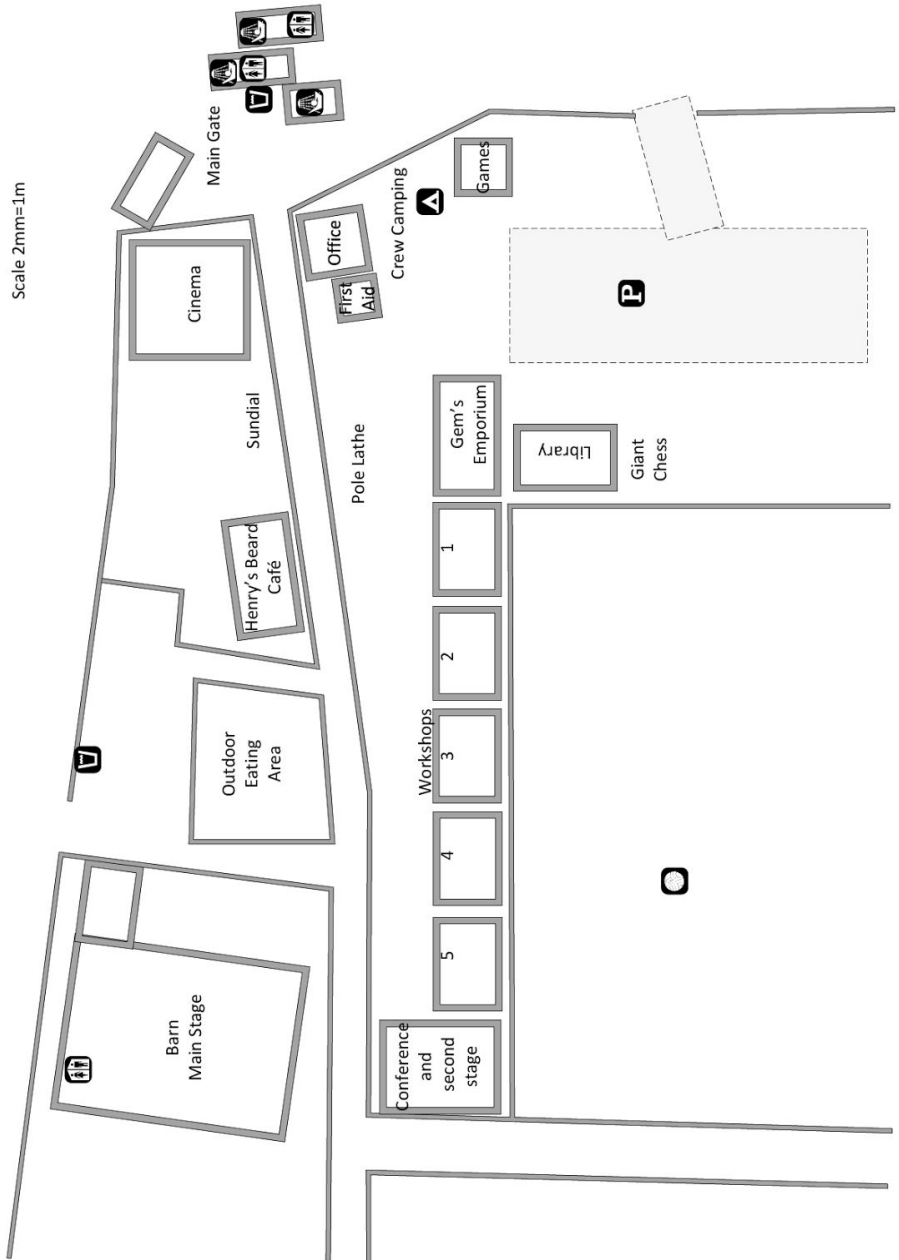 Scale 2mm=1m
Main Gate
Cinema
Office
First
Aid
Crew Camping
Games
P
Sundial
Pole Lathe
Gem's
Emporium
Library
Giant
Chess
Henry's Beard
Café
1
2
3
4
5
Workshops
Outdoor
Eating
Area
Barn
Main Stage
Conference
and
second
stage